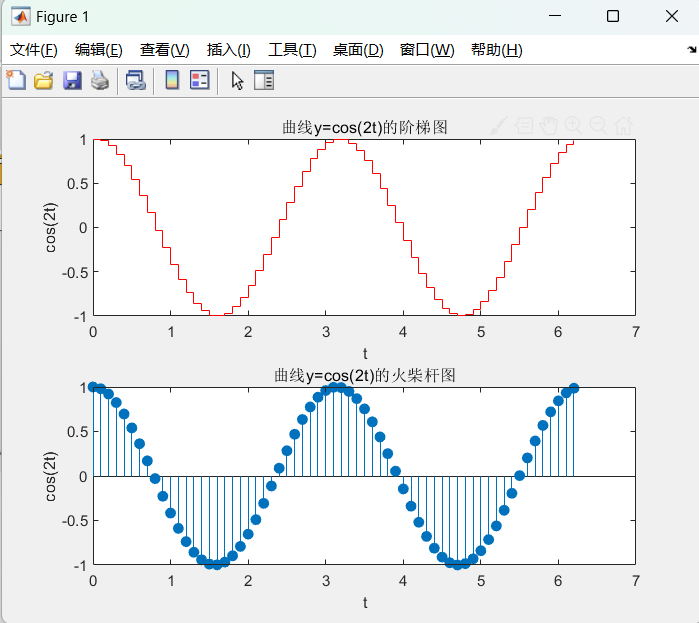 Figure 1
文件(F) 编辑(E) 查看(V) 插入(I) 工具(T) 桌面(D) 窗口(W) 帮助(H)
曲线y=cos(2t)的阶梯图
1
0.5
0
-0.5
-1
cos(2t)
0 1 2 3 4 5 6 7
t
曲线y=cos(2t)的火柴杆图
1
0.5
0
-0.5
-1
cos(2t)
0 1 2 3 4 5 6 7
t